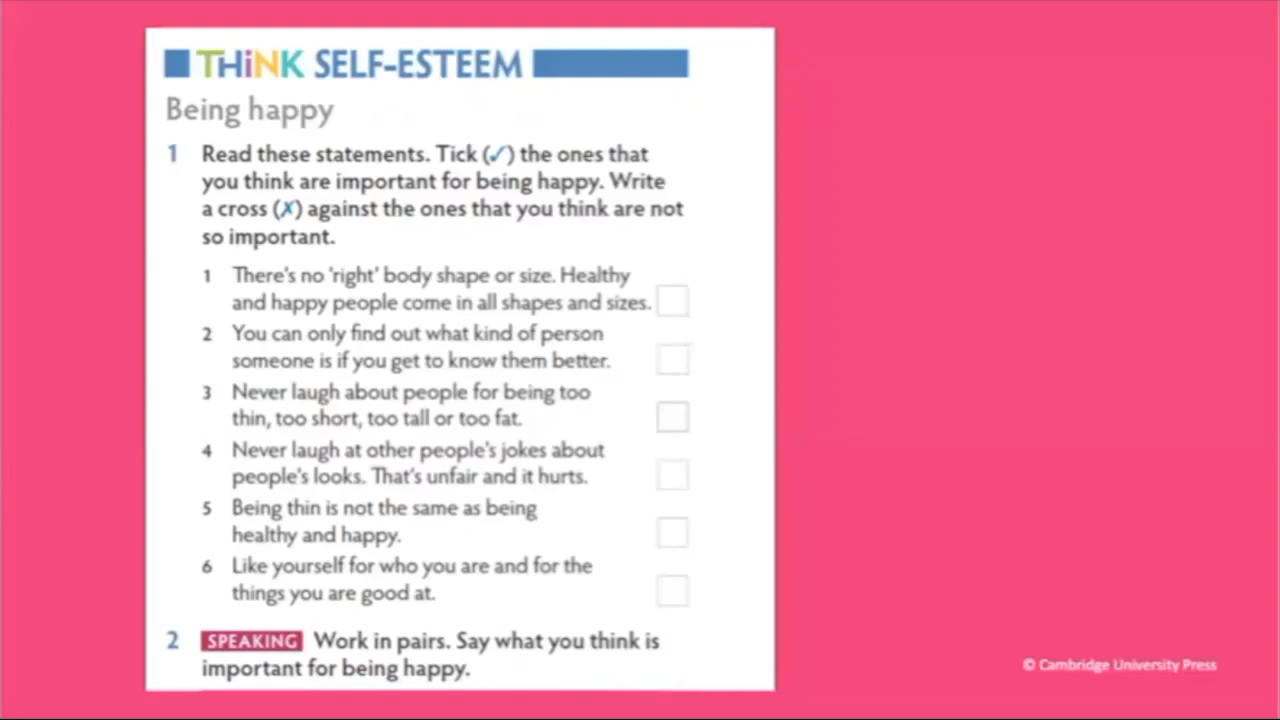 THiNK SELF-ESTEEM
Being happy
1 Read these statements. Tick (✓) the ones that
you think are important for being happy. Write
a cross (✗) against the ones that you think are not
so important.
1 There's no 'right' body shape or size. Healthy
and happy people come in all shapes and sizes.
2 You can only find out what kind of person
someone is if you get to know them better.
3 Never laugh about people for being too
thin, too short, too tall or too fat.
4 Never laugh at other people's jokes about
people's looks. That's unfair and it hurts.
5 Being thin is not the same as being
healthy and happy.
6 Like yourself for who you are and for the
things you are good at.
2 SPEAKING Work in pairs. Say what you think is
important for being happy.
© Cambridge University Press